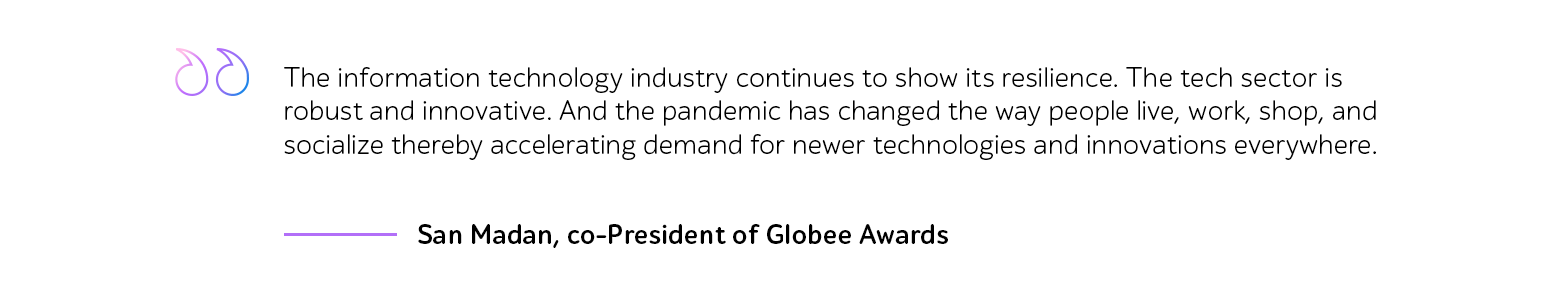 The information technology industry continues to show its resilience. The tech sector is
robust and innovative. And the pandemic has changed the way people live, work, shop, and
socialize thereby accelerating demand for newer technologies and innovations everywhere.
San Madan, co-President of Globee Awards